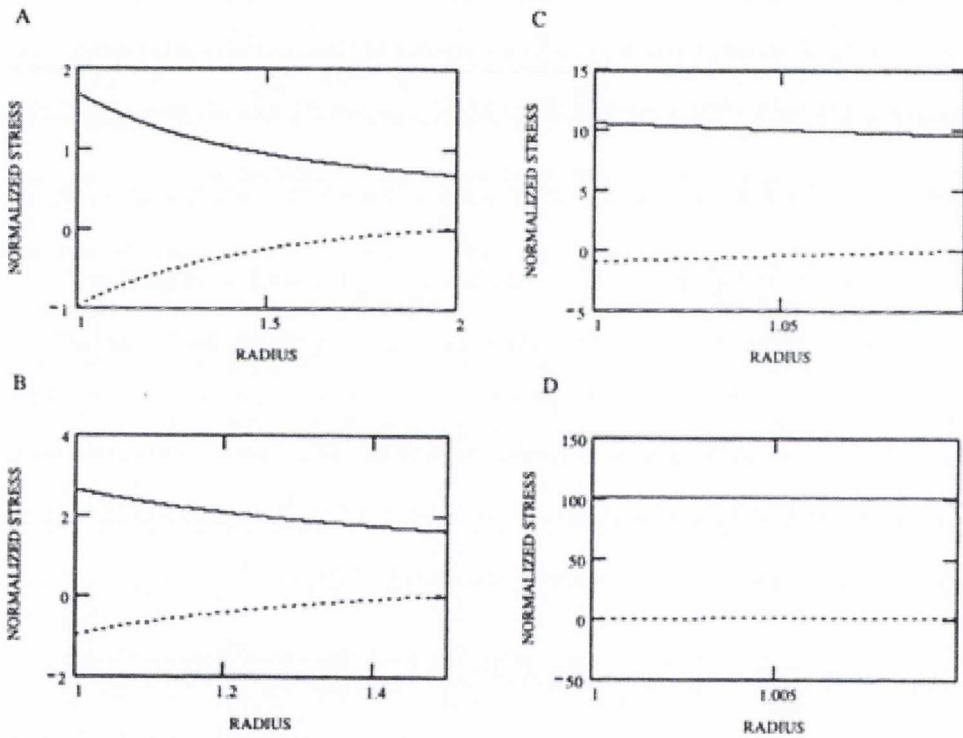 A
NORMALIZED STRESS
2
1
0
-1
1
1.5
2
RADIUS
B
NORMALIZED STRESS
4
2
0
-2
1
1.2
1.4
RADIUS
C
NORMALIZED STRESS
15
10
5
0
-5
1
1.05
RADIUS
D
NORMALIZED STRESS
150
100
50
0
-50
1
1.005
RADIUS